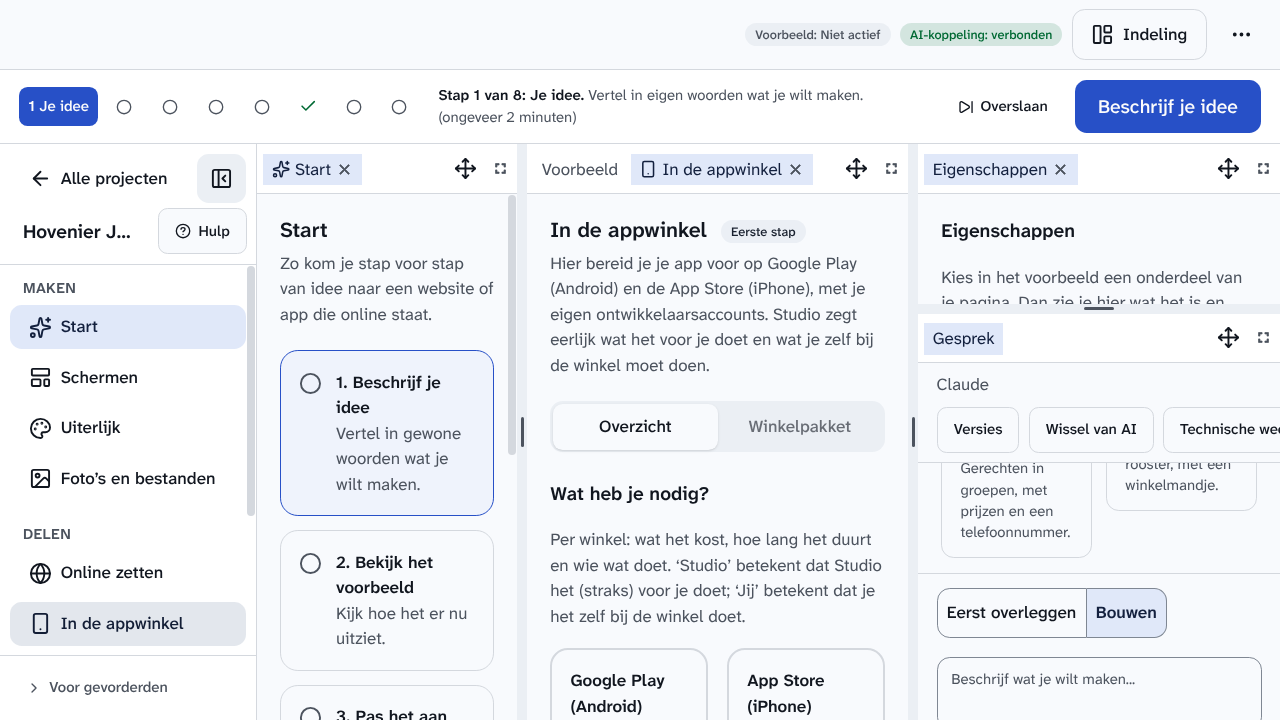 Voorbeeld: Niet actief
AI-koppeling: verbonden
Indeling
1 Je idee
Stap 1 van 8: Je idee. Vertel in eigen woorden wat je wilt maken.
(ongeveer 2 minuten)
Overslaan
Beschrijf je idee
Alle projecten
Hovenier J...
Hulp
MAKEN
Start
Schermen
Uiterlijk
Foto's en bestanden
DELEN
Online zetten
In de appwinkel
Voor gevorderden
Start
Start
Zo kom je stap voor stap
van idee naar een website of
app die online staat.
1. Beschrijf je
idee
Vertel in gewone
woorden wat je
wilt maken.
2. Bekijk het
voorbeeld
Kijk hoe het er nu
uitziet.
3. Pas het aan
Voorbeeld
In de appwinkel
In de appwinkel
Eerste stap
Hier bereid je je app voor op Google Play
(Android) en de App Store (iPhone), met je
eigen ontwikkelaarsaccounts. Studio zegt
eerlijk wat het voor je doet en wat je zelf bij
de winkel moet doen.
Overzicht
Winkelpakket
Wat heb je nodig?
Per winkel: wat het kost, hoe lang het duurt
en wie wat doet. ‘Studio’ betekent dat Studio
het (straks) voor je doet; ‘Jij’ betekent dat je
het zelf bij de winkel doet.
Google Play
(Android)
App Store
(iPhone)
Eigenschappen
Eigenschappen
Kies in het voorbeeld een onderdeel van
je pagina. Dan zie je hier wat het is en
Gesprek
Claude
Versies
Wissel van AI
Technische wee
Gerechten in
groepen, met
prijzen en een
telefoonnummer.
rooster, met een
winkelmandje.
Eerst overleggen
Bouwen
Beschrijf wat je wilt maken...